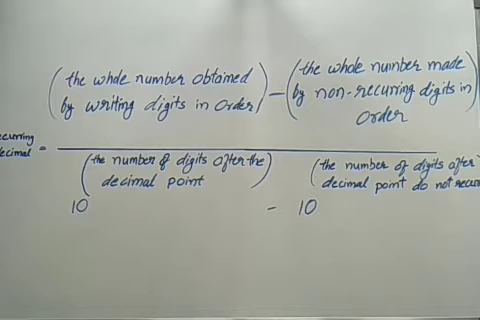 (the whole number obtained
by writing digits in order) - (the whole number made
by non-recurring digits in
order
ecurring
ecimal =
(the number of digits after the
decimal point)
10
- 10
(the number of digits after
decimal point do not recur